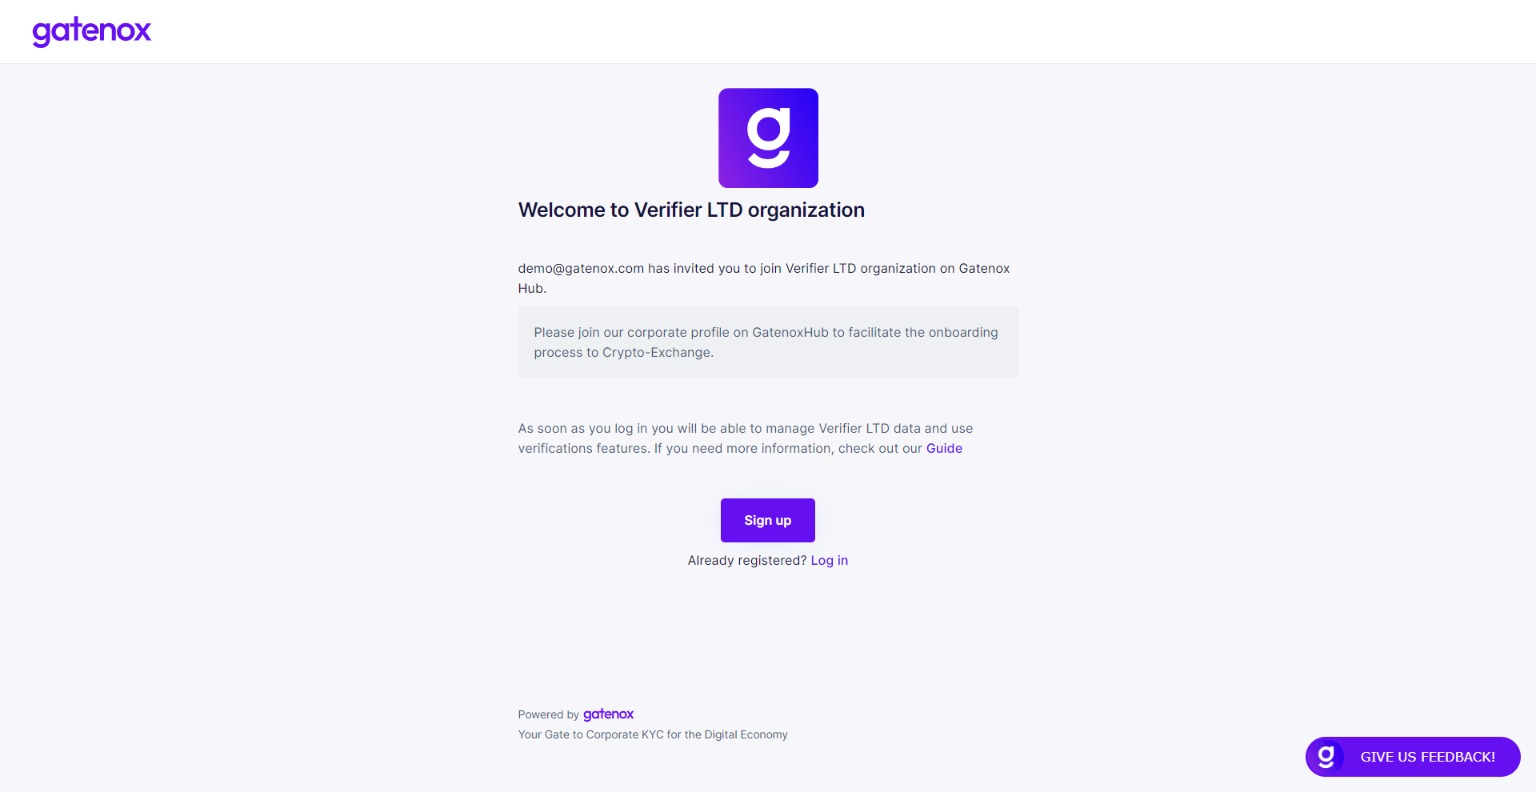 gatenox
g
Welcome to Verifier LTD organization
demo@gatenox.com has invited you to join Verifier LTD organization on Gatenox
Hub.
Please join our corporate profile on GatenoxHub to facilitate the onboarding
process to Crypto-Exchange.
As soon as you log in you will be able to manage Verifier LTD data and use
verifications features. If you need more information, check out our Guide
Sign up
Already registered? Log in
Powered by gatenox
Your Gate to Corporate KYC for the Digital Economy
g GIVE US FEEDBACK!